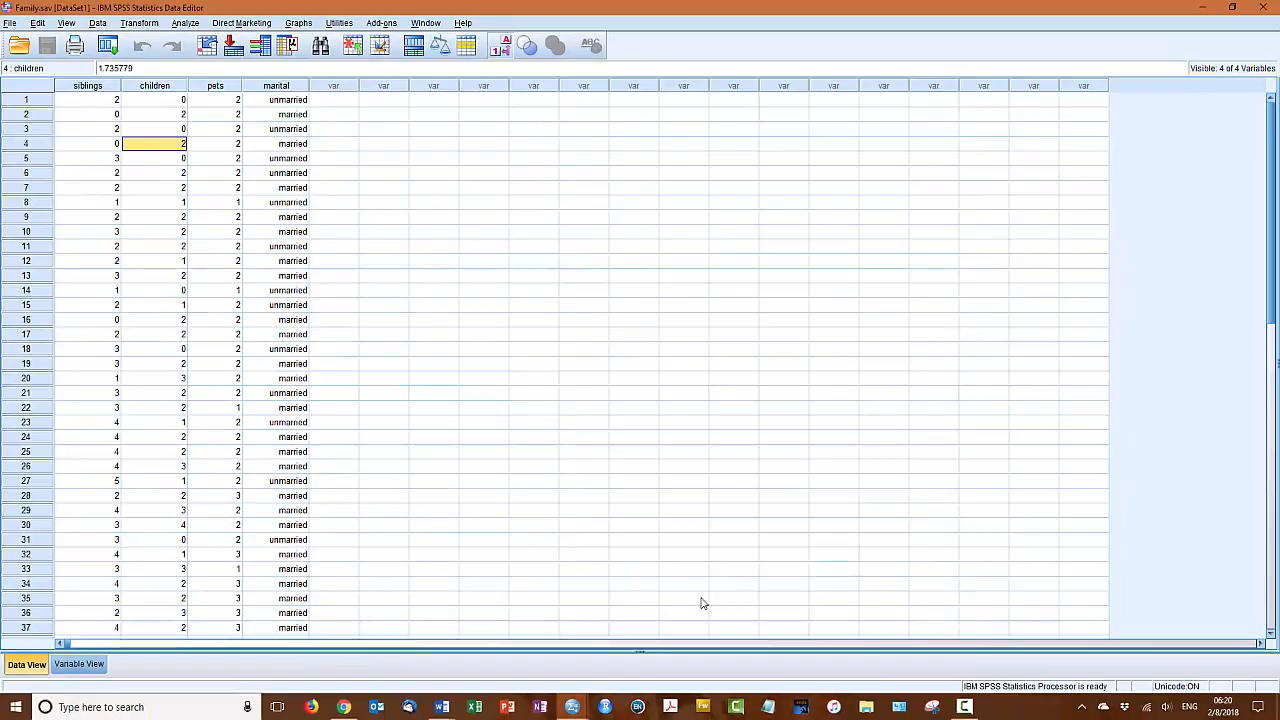 Family.sav [DataSet1] - IBM SPSS Statistics Data Editor
File Edit View Data Transform Analyze Direct Marketing Graphs Utilities Add-ons Window Help
4 : children 1.735779 Visible: 4 of 4 Variables
siblings children pets marital var var var var var var var var var var var var var var var var
1 2 0 2 unmarried
2 0 2 2 married
3 2 0 2 unmarried
4 0 2 2 married
5 3 0 2 unmarried
6 2 2 2 unmarried
7 2 2 2 married
8 1 1 1 unmarried
9 2 2 2 married
10 3 2 2 married
11 2 2 2 unmarried
12 2 1 2 married
13 3 2 2 married
14 1 0 1 unmarried
15 2 1 2 unmarried
16 0 2 2 married
17 2 2 2 married
18 3 0 2 unmarried
19 3 2 2 married
20 1 3 2 married
21 3 2 2 unmarried
22 3 2 1 married
23 4 1 2 unmarried
24 4 2 2 married
25 4 2 2 married
26 4 3 2 married
27 5 1 2 unmarried
28 2 2 3 married
29 4 3 2 married
30 3 4 2 married
31 3 0 2 unmarried
32 4 1 3 married
33 3 3 1 married
34 4 2 3 married
35 3 2 3 married
36 2 3 3 married
37 4 2 3 married
Data View Variable View
IBM SPSS Statistics Processor is ready Unicode:ON
Type here to search
06:20
2/8/2018